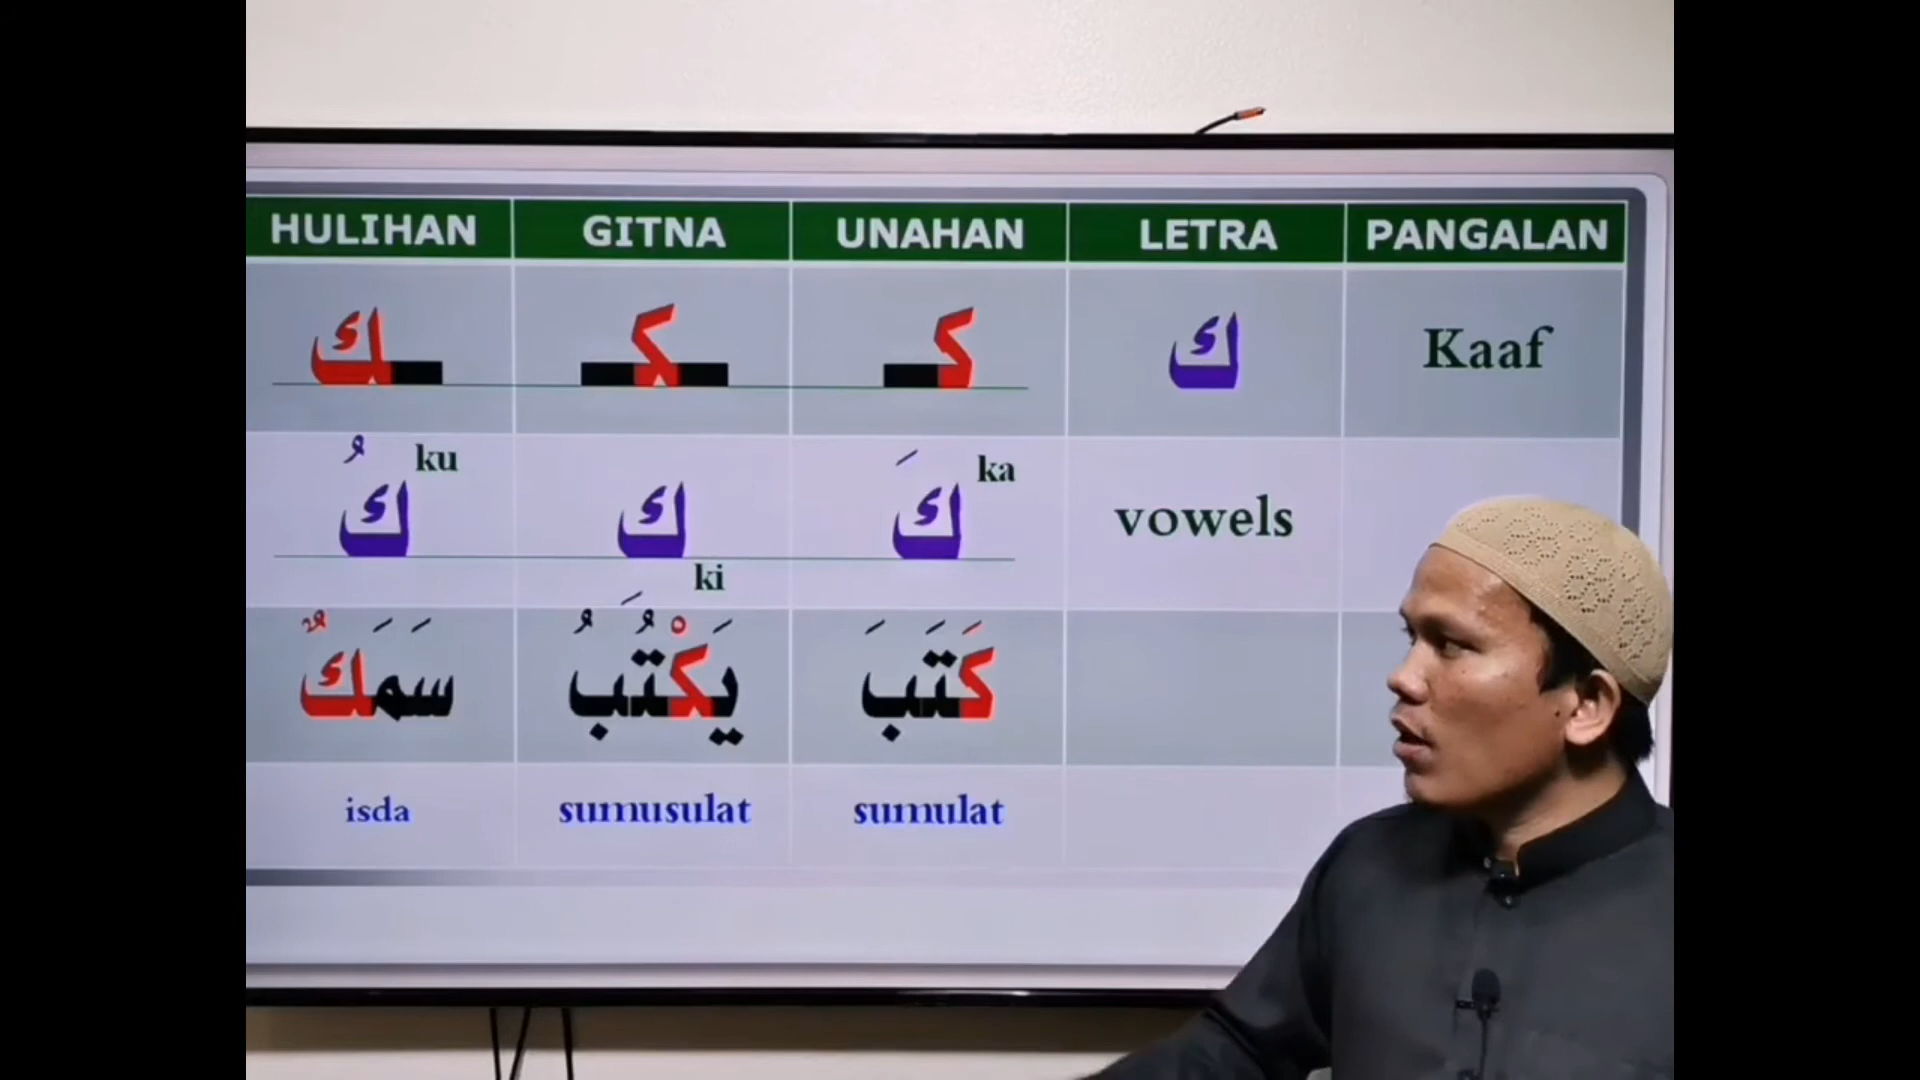 HULIHAN GITNA UNAHAN LETRA PANGALAN
ـك ـكـ كـ ك Kaaf
كُ ku كِ ki كَ ka vowels
سَمَكٌ يَكْتُبُ كَتَبَ
isda sumusulat sumulat